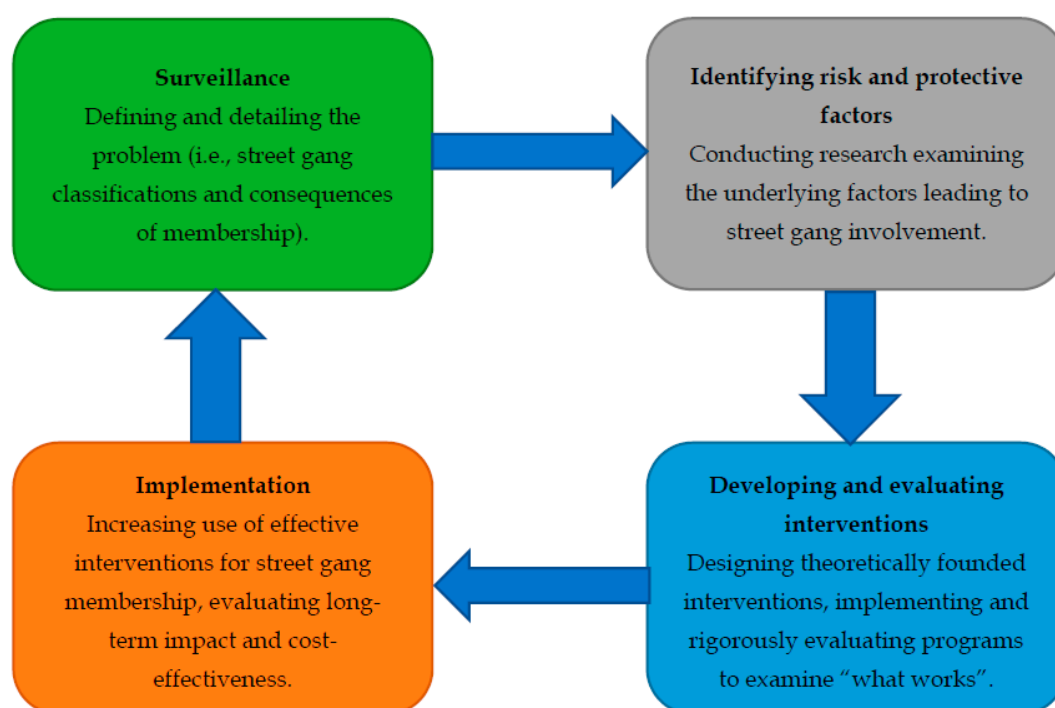 Surveillance
Defining and detailing the
problem (i.e., street gang
classifications and consequences
of membership).
Identifying risk and protective
factors
Conducting research examining
the underlying factors leading to
street gang involvement.
Developing and evaluating
interventions
Designing theoretically founded
interventions, implementing and
rigorously evaluating programs
to examine “what works”.
Implementation
Increasing use of effective
interventions for street gang
membership, evaluating long-
term impact and cost-
effectiveness.